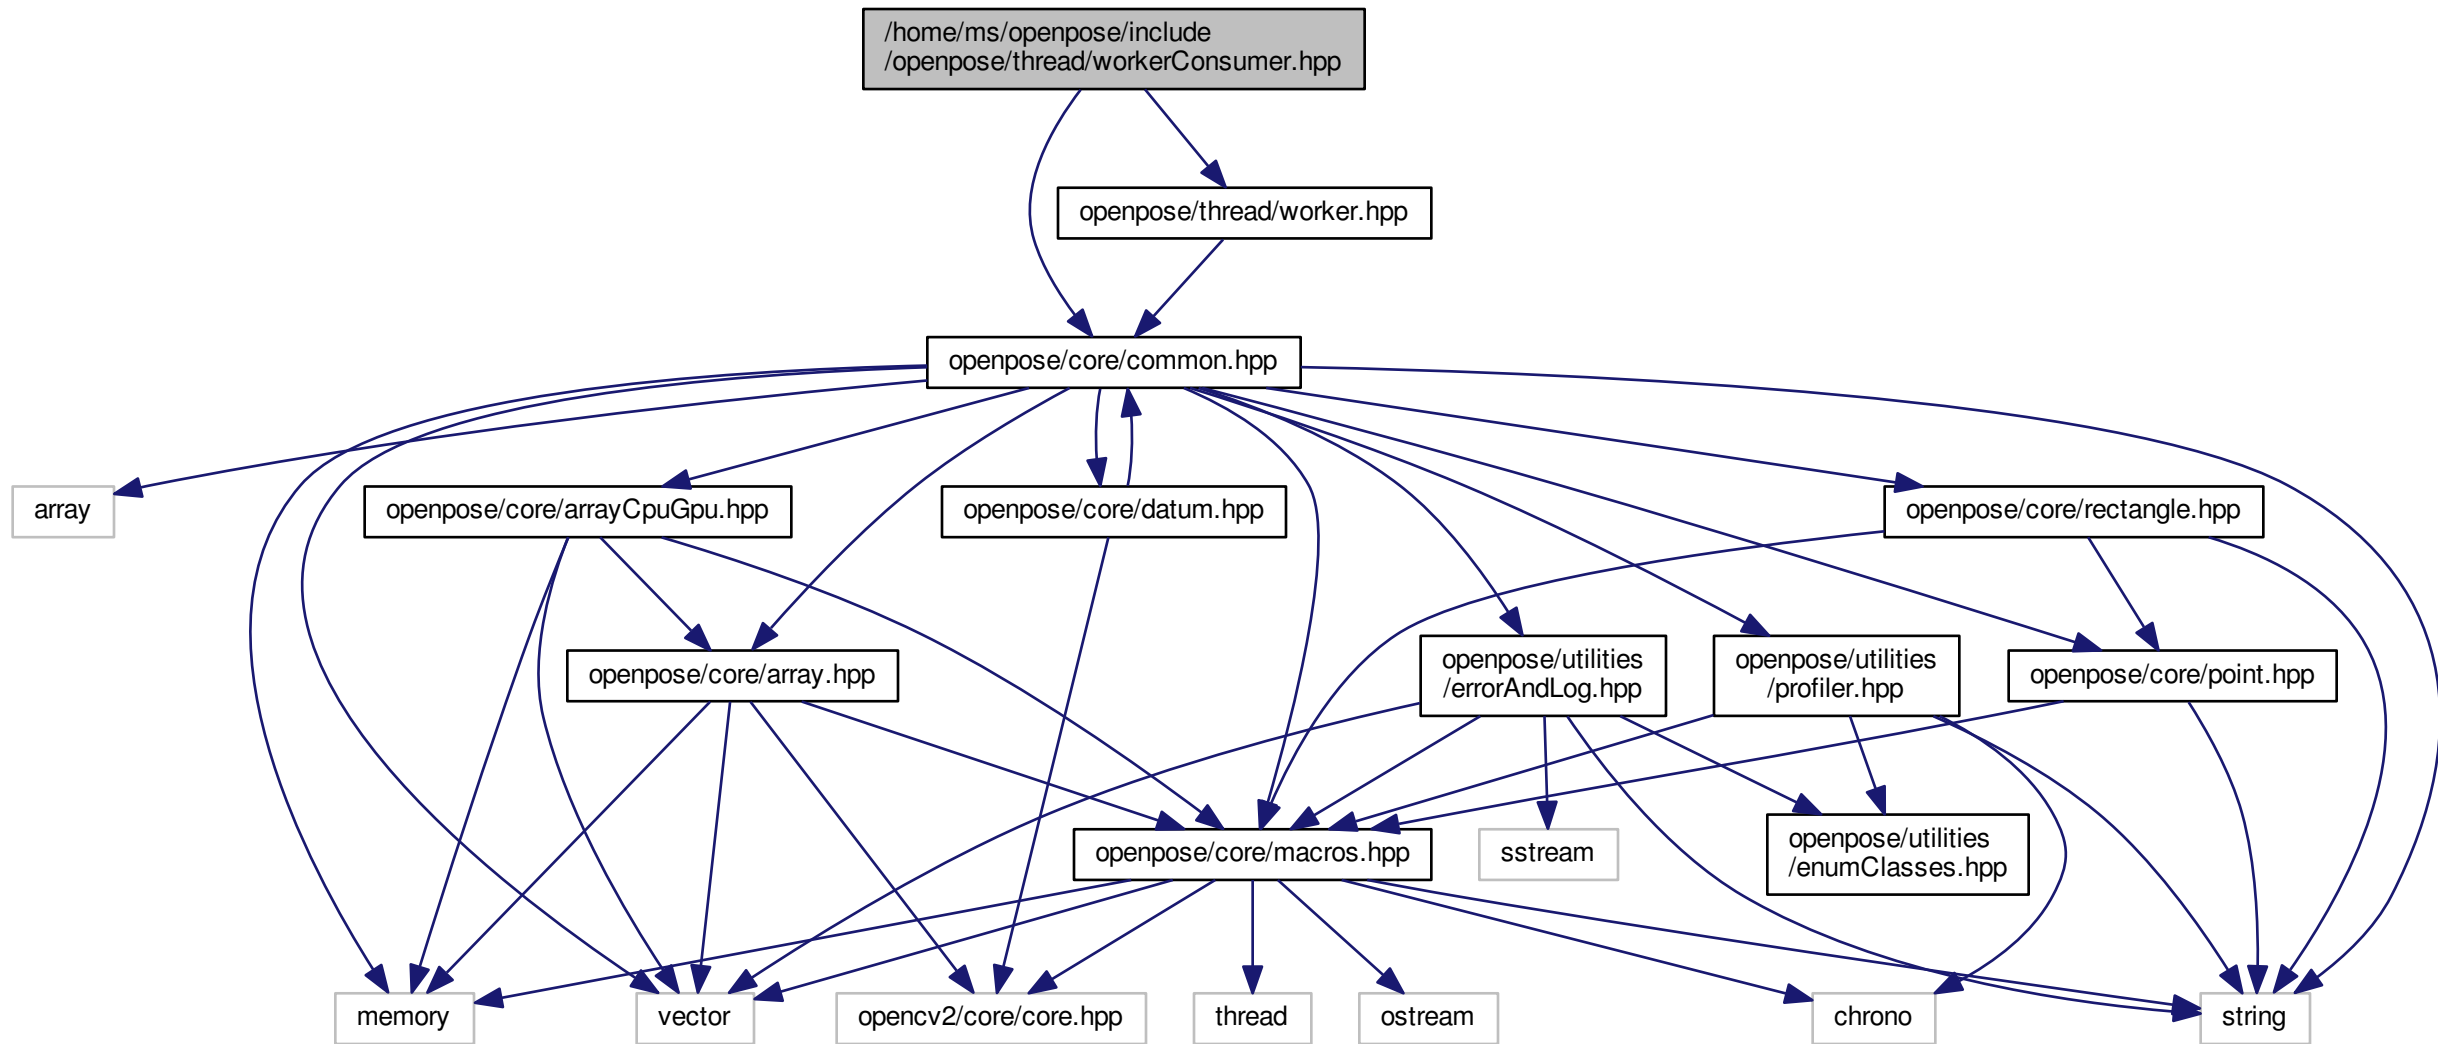 /home/ms/openpose/include
/openpose/thread/workerConsumer.hpp
openpose/thread/worker.hpp
openpose/core/common.hpp
array
openpose/core/arrayCpuGpu.hpp
openpose/core/datum.hpp
openpose/core/rectangle.hpp
openpose/core/array.hpp
openpose/utilities
/errorAndLog.hpp
openpose/utilities
/profiler.hpp
openpose/core/point.hpp
openpose/core/macros.hpp
sstream
openpose/utilities
/enumClasses.hpp
memory
vector
opencv2/core/core.hpp
thread
ostream
chrono
string